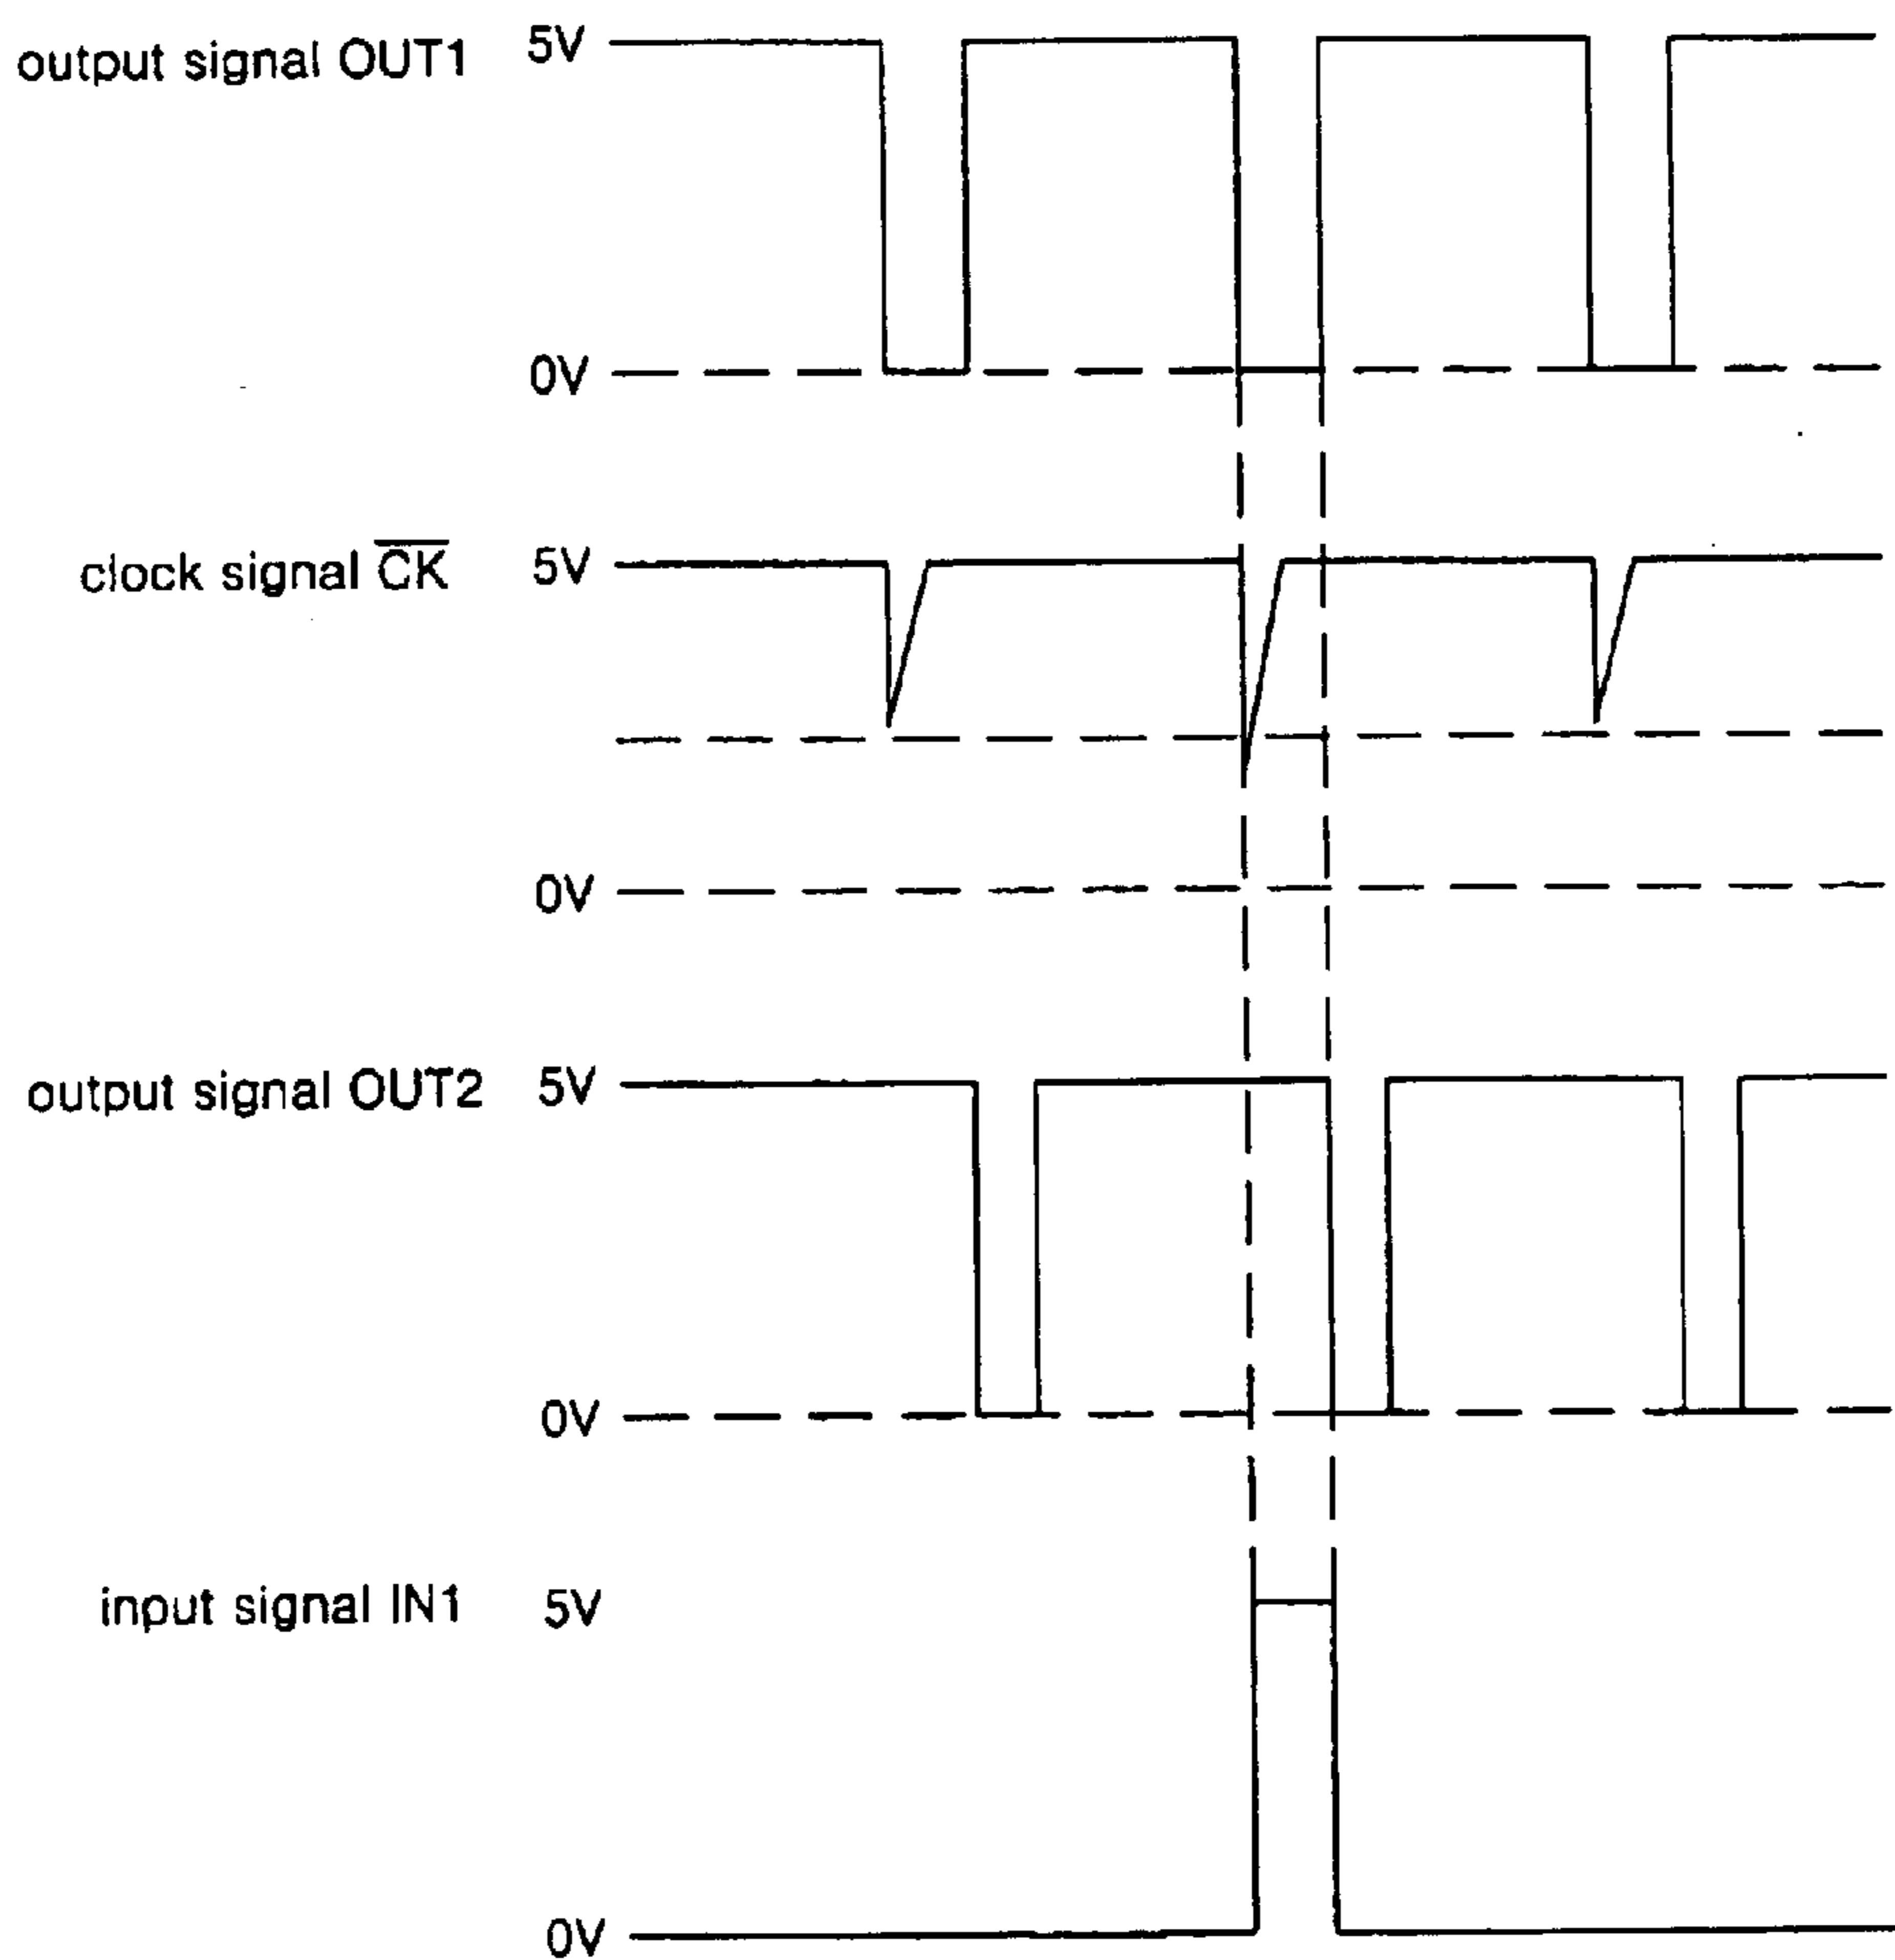 output signal OUT1 5V
0V
clock signal C̅K̅ 5V
0V
output signal OUT2 5V
0V
input signal IN1 5V
0V